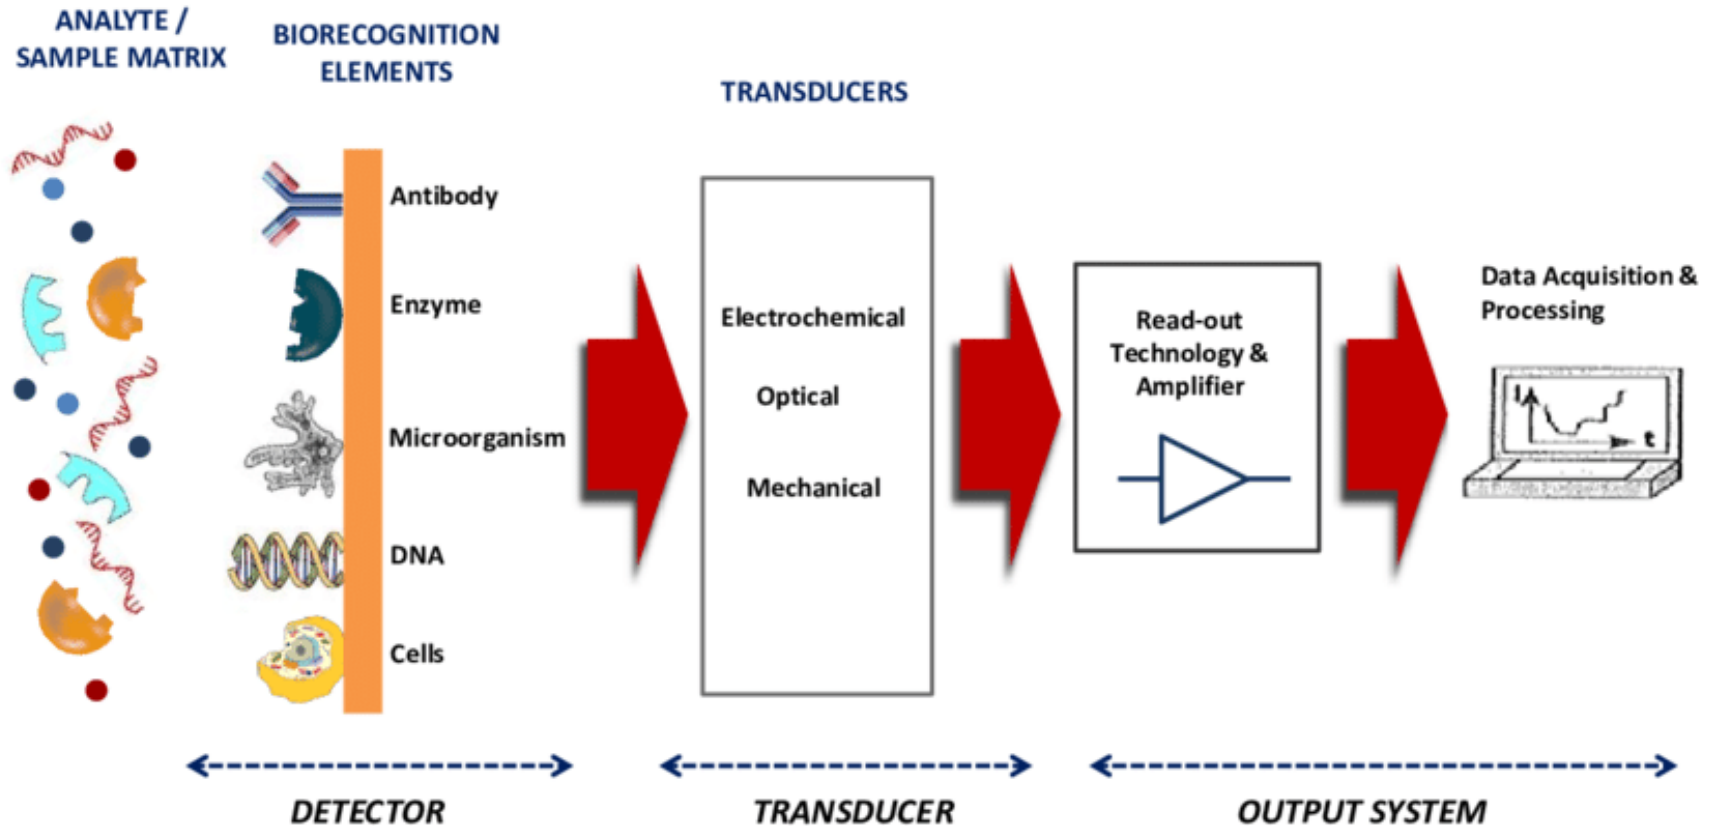 ANALYTE /
SAMPLE MATRIX
BIORECOGNITION
ELEMENTS
TRANSDUCERS
Antibody
Enzyme
Microorganism
DNA
Cells
Electrochemical
Optical
Mechanical
Read-out
Technology &
Amplifier
Data Acquisition &
Processing
I
t
DETECTOR
TRANSDUCER
OUTPUT SYSTEM